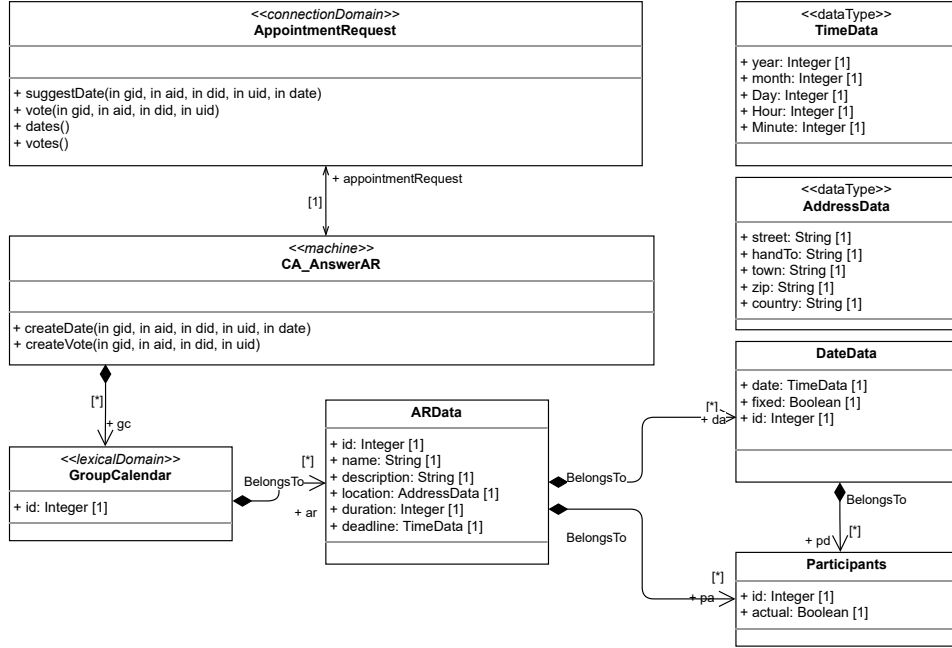 <<connectionDomain>>
AppointmentRequest
+ suggestDate(in gid, in aid, in did, in uid, in date)
+ vote(in gid, in aid, in did, in uid)
+ dates()
+ votes()
<<dataType>>
TimeData
+ year: Integer [1]
+ month: Integer [1]
+ Day: Integer [1]
+ Hour: Integer [1]
+ Minute: Integer [1]
+ appointmentRequest
[1]
<<dataType>>
AddressData
+ street: String [1]
+ handTo: String [1]
+ town: String [1]
+ zip: String [1]
+ country: String [1]
<<machine>>
CA_AnswerAR
+ createDate(in gid, in aid, in did, in uid, in date)
+ createVote(in gid, in aid, in did, in uid)
[*]
+ gc
<<lexicalDomain>>
GroupCalendar
+ id: Integer [1]
BelongsTo
[*]
+ ar
ARData
+ id: Integer [1]
+ name: String [1]
+ description: String [1]
+ location: AddressData [1]
+ duration: Integer [1]
+ deadline: TimeData [1]
BelongsTo
[*]
+ da
DateData
+ date: TimeData [1]
+ fixed: Boolean [1]
+ id: Integer [1]
BelongsTo
[*]
+ pd
BelongsTo
[*]
+ pa
Participants
+ id: Integer [1]
+ actual: Boolean [1]